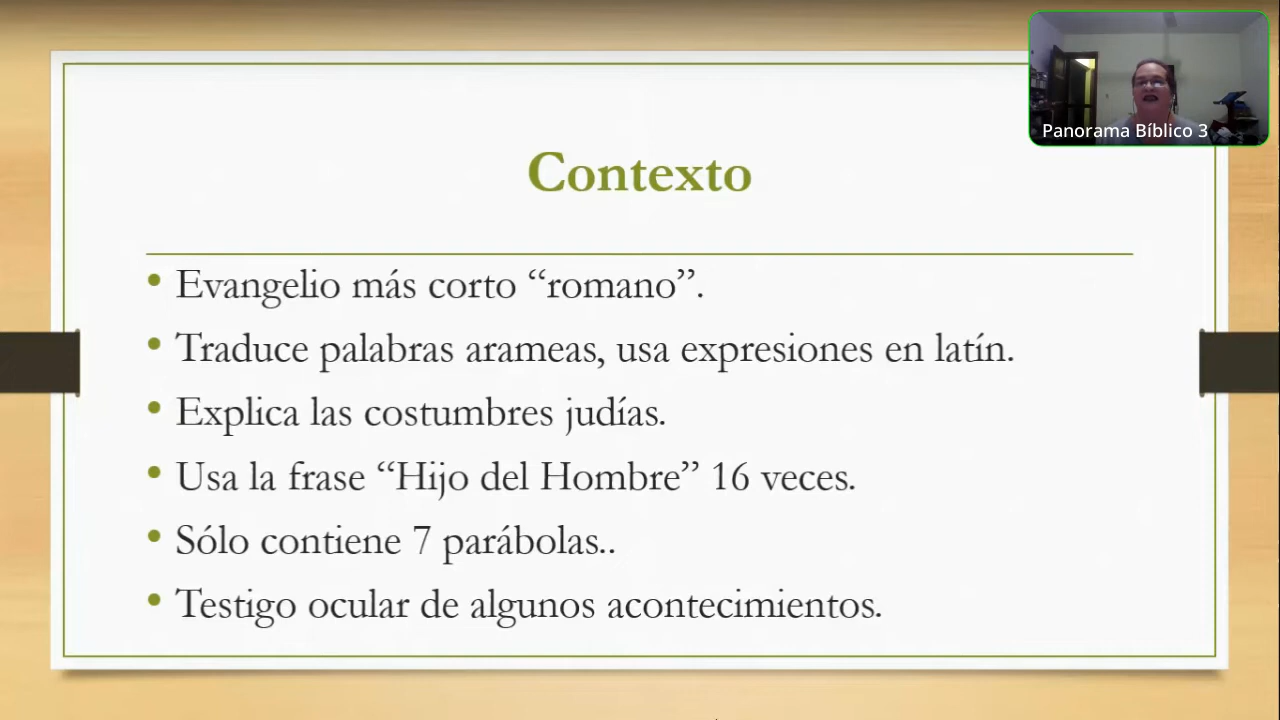 Panorama Bíblico 3
Contexto
• Evangelio más corto “romano”.
• Traduce palabras arameas, usa expresiones en latín.
• Explica las costumbres judías.
• Usa la frase “Hijo del Hombre” 16 veces.
• Sólo contiene 7 parábolas..
• Testigo ocular de algunos acontecimientos.